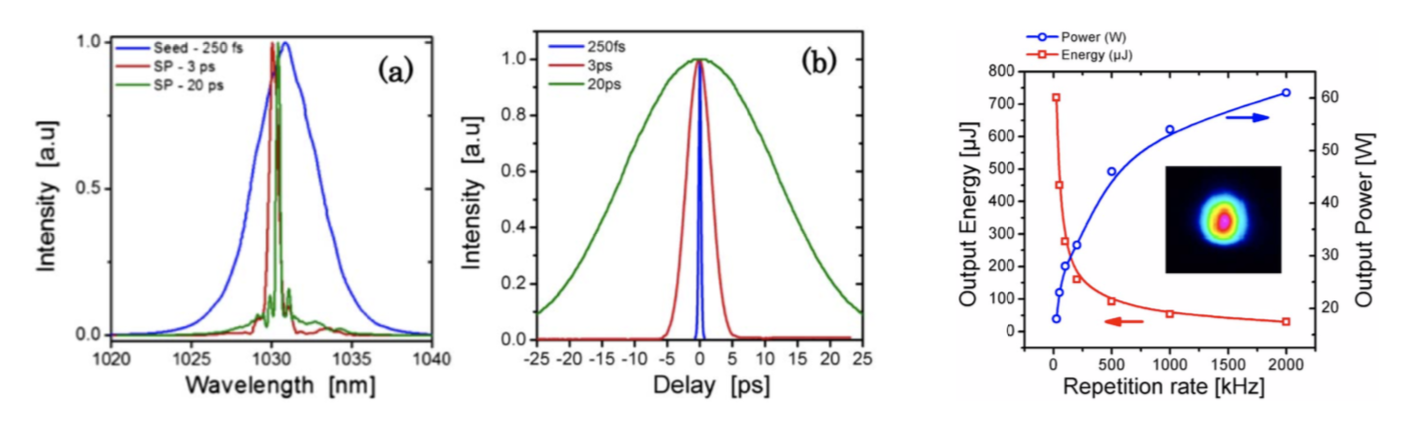 Seed - 250 fs
SP - 3 ps
SP - 20 ps
(a)
1.0
0.5
0.0
Intensity [a.u]
1020 1025 1030 1035 1040
Wavelength [nm]
250fs
3ps
20ps
(b)
1.0
0.8
0.6
0.4
0.2
0.0
Intensity [a.u]
-25 -20 -15 -10 -5 0 5 10 15 20 25
Delay [ps]
Power (W)
Energy (µJ)
800
700
600
500
400
300
200
100
0
Output Energy [µJ]
60
50
40
30
20
Output Power [W]
0 500 1000 1500 2000
Repetition rate [kHz]